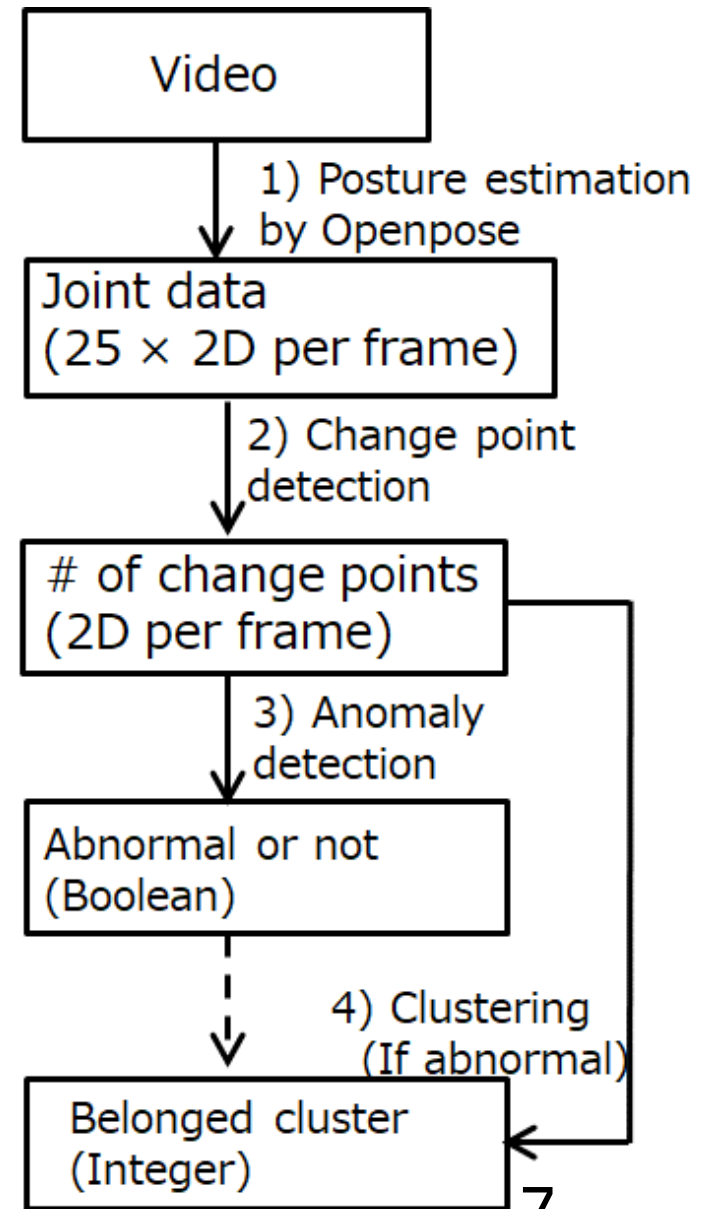 Video
1) Posture estimation
by Openpose
Joint data
(25 × 2D per frame)
2) Change point
detection
# of change points
(2D per frame)
3) Anomaly
detection
Abnormal or not
(Boolean)
4) Clustering
(If abnormal)
Belonged cluster
(Integer)
7